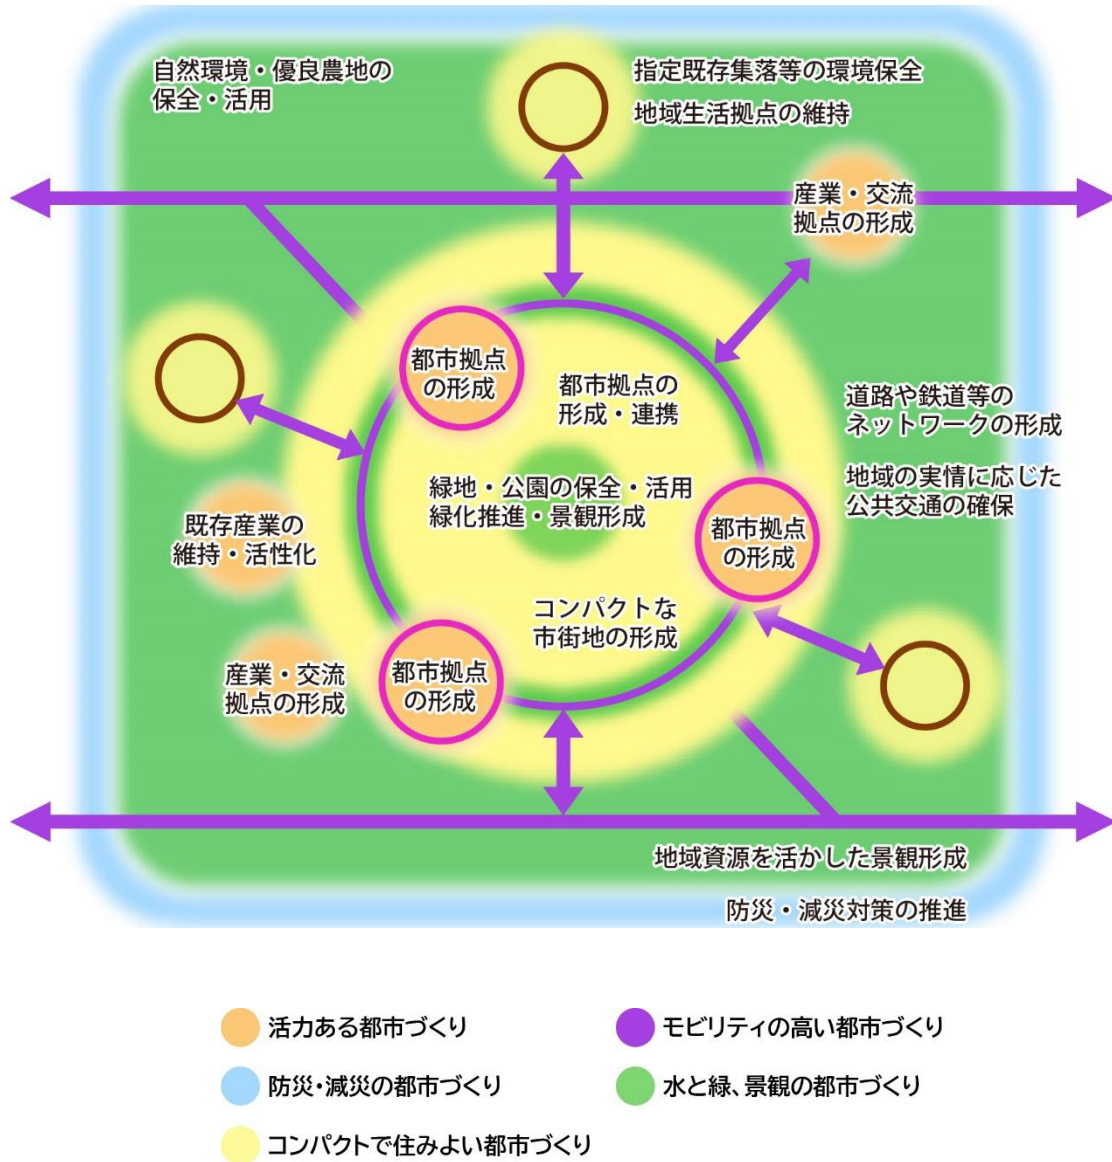 自然環境・優良農地の
保全・活用
指定既存集落等の環境保全
地域生活拠点の維持
産業・交流
拠点の形成
都市拠点
の形成
都市拠点の
形成・連携
道路や鉄道等の
ネットワークの形成
地域の実情に応じた
公共交通の確保
緑地・公園の保全・活用
緑化推進・景観形成
既存産業の
維持・活性化
都市拠点
の形成
コンパクトな
市街地の形成
産業・交流
拠点の形成
都市拠点
の形成
地域資源を活かした景観形成
防災・減災対策の推進
活力ある都市づくり
モビリティの高い都市づくり
防災・減災の都市づくり
水と緑、景観の都市づくり
コンパクトで住みよい都市づくり